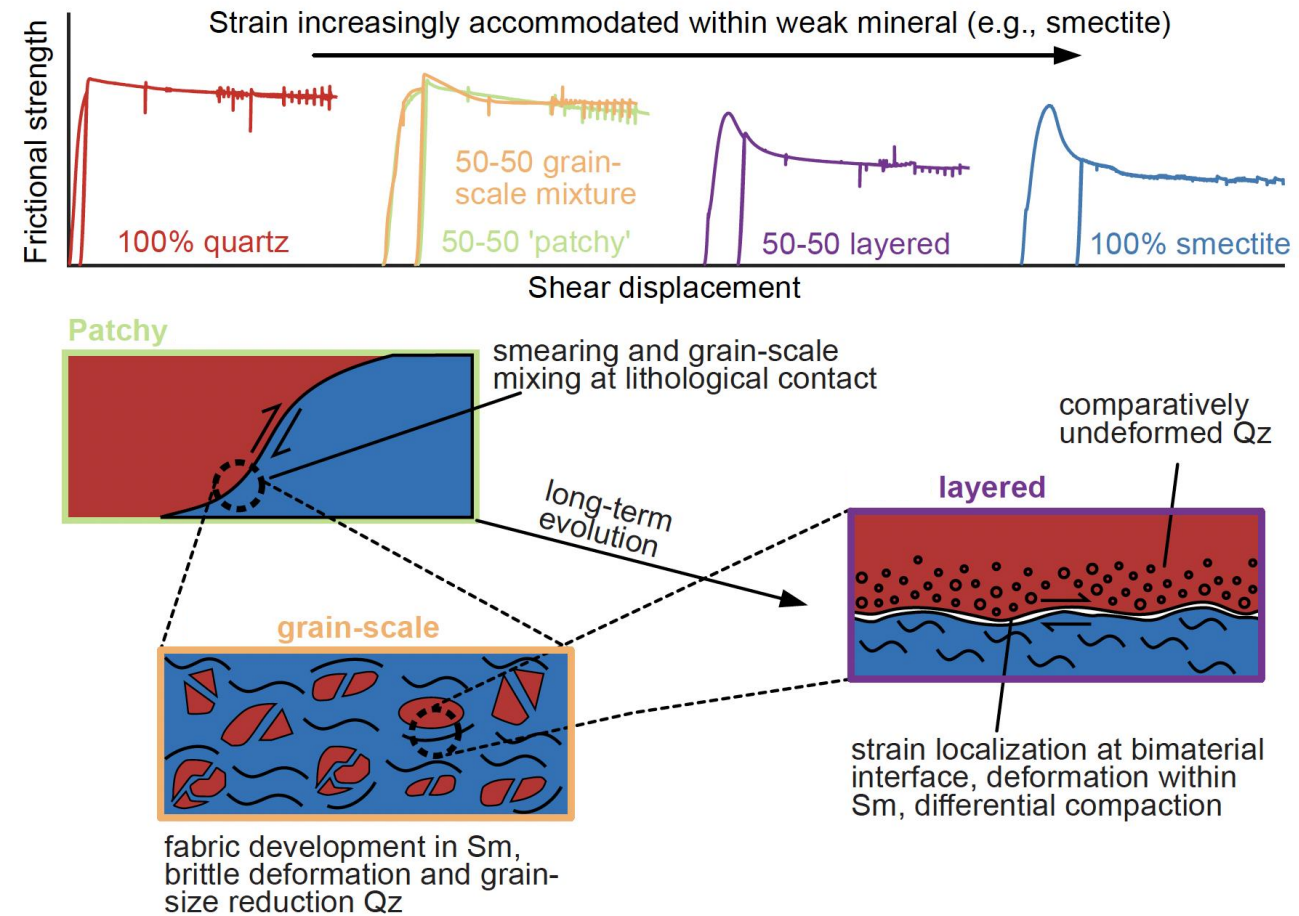 Strain increasingly accommodated within weak mineral (e.g., smectite)
Frictional strength
100% quartz
50-50 grain-
scale mixture
50-50 'patchy'
50-50 layered
100% smectite
Shear displacement
Patchy
smearing and grain-scale
mixing at lithological contact
long-term
evolution
comparatively
undeformed Qz
layered
grain-scale
strain localization at bimaterial
interface, deformation within
Sm, differential compaction
fabric development in Sm,
brittle deformation and grain-
size reduction Qz